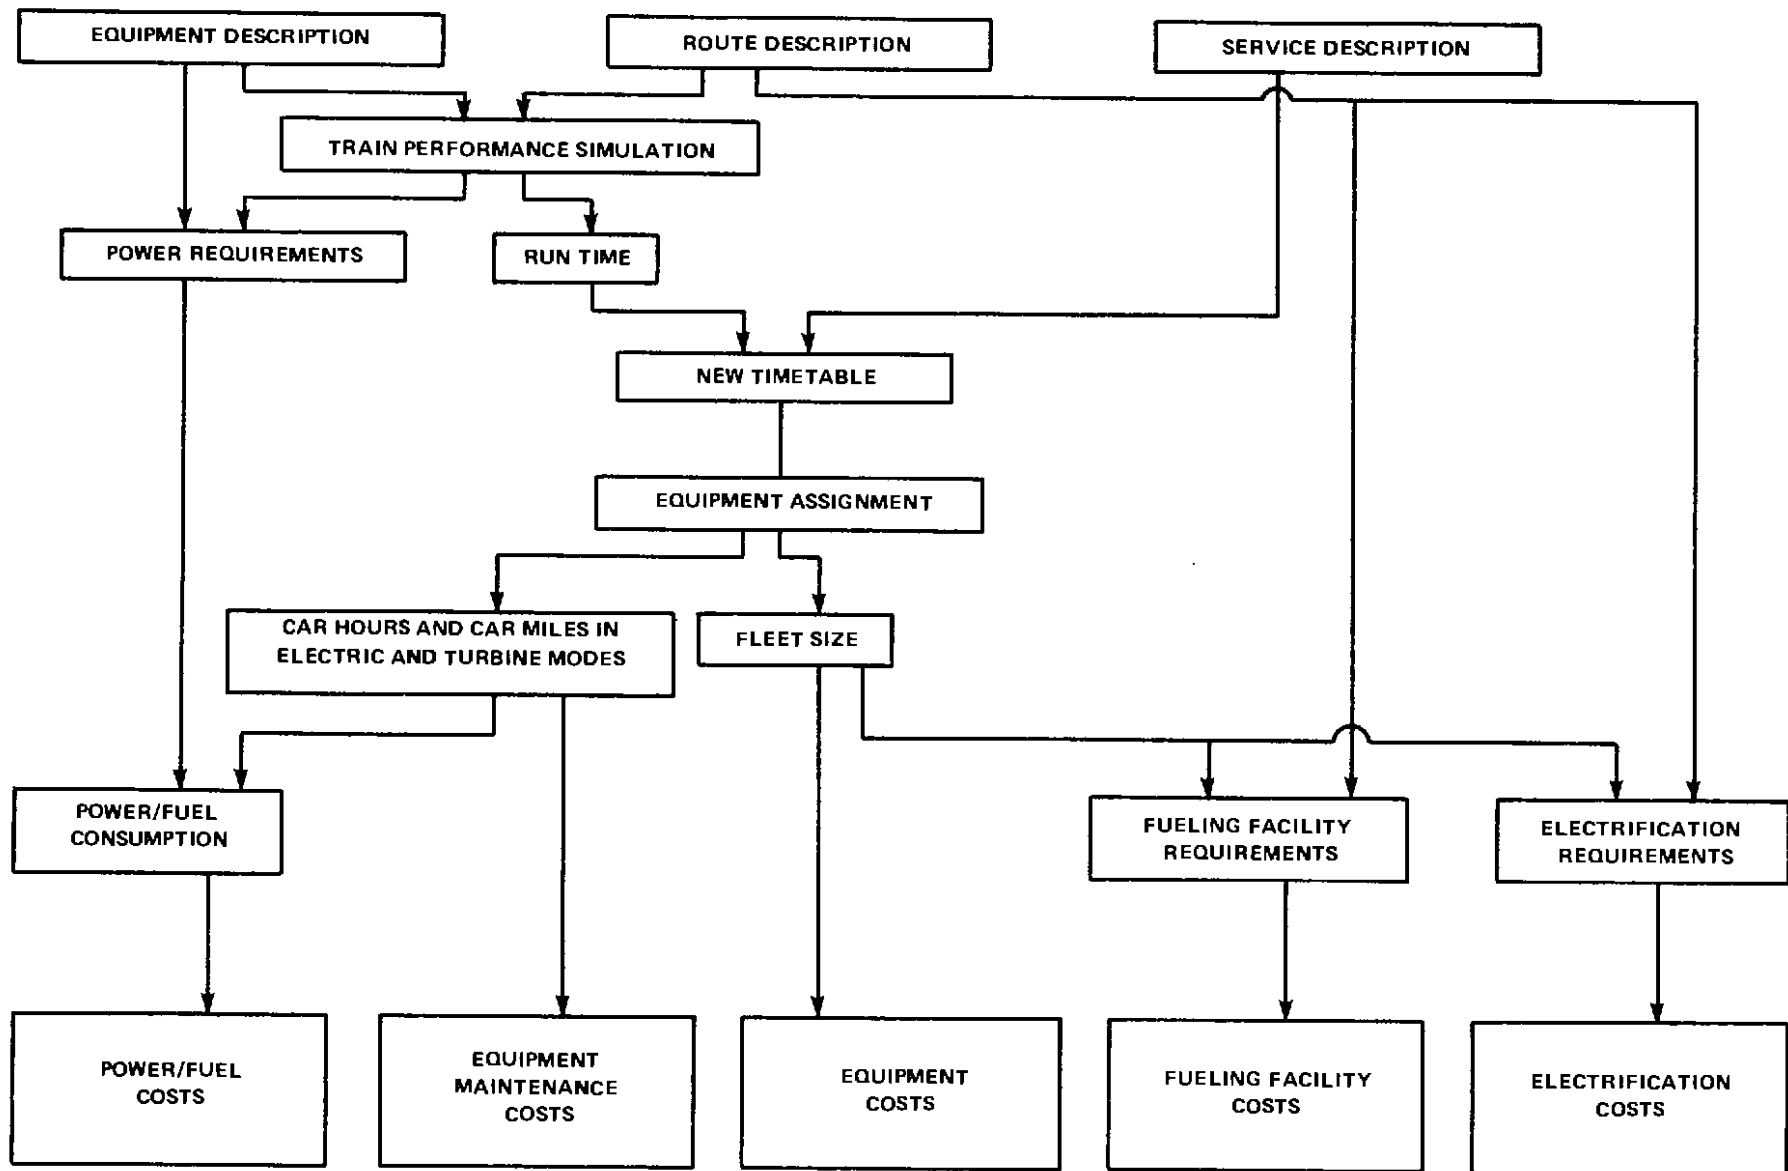 EQUIPMENT DESCRIPTION
ROUTE DESCRIPTION
SERVICE DESCRIPTION
TRAIN PERFORMANCE SIMULATION
POWER REQUIREMENTS
RUN TIME
NEW TIMETABLE
EQUIPMENT ASSIGNMENT
CAR HOURS AND CAR MILES IN
ELECTRIC AND TURBINE MODES
FLEET SIZE
POWER/FUEL
CONSUMPTION
FUELING FACILITY
REQUIREMENTS
ELECTRIFICATION
REQUIREMENTS
POWER/FUEL
COSTS
EQUIPMENT
MAINTENANCE
COSTS
EQUIPMENT
COSTS
FUELING FACILITY
COSTS
ELECTRIFICATION
COSTS